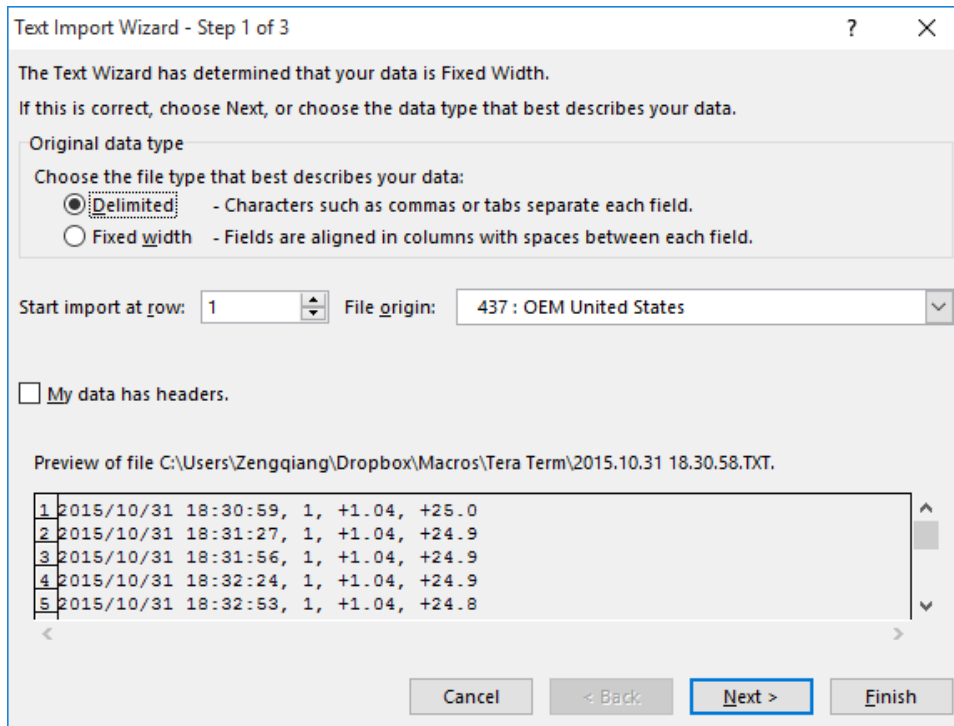 Text Import Wizard - Step 1 of 3 ?
The Text Wizard has determined that your data is Fixed Width.
If this is correct, choose Next, or choose the data type that best describes your data.
Original data type
Choose the file type that best describes your data:
Delimited - Characters such as commas or tabs separate each field.
Fixed width - Fields are aligned in columns with spaces between each field.
Start import at row: 1 File origin: 437 : OEM United States
My data has headers.
Preview of file C:\Users\Zengqiang\Dropbox\Macros\Tera Term\2015.10.31 18.30.58.TXT.
1 2015/10/31 18:30:59, 1, +1.04, +25.0
2 2015/10/31 18:31:27, 1, +1.04, +24.9
3 2015/10/31 18:31:56, 1, +1.04, +24.9
4 2015/10/31 18:32:24, 1, +1.04, +24.9
5 2015/10/31 18:32:53, 1, +1.04, +24.8
Cancel < Back Next > Finish